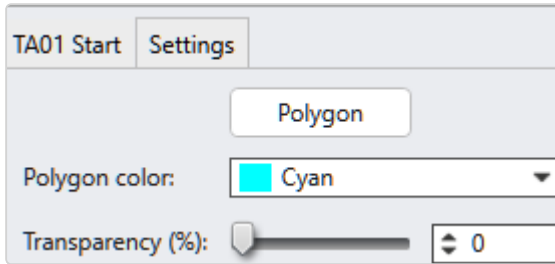 TA01 Start Settings
Polygon
Polygon color: Cyan
Transparency (%): 0